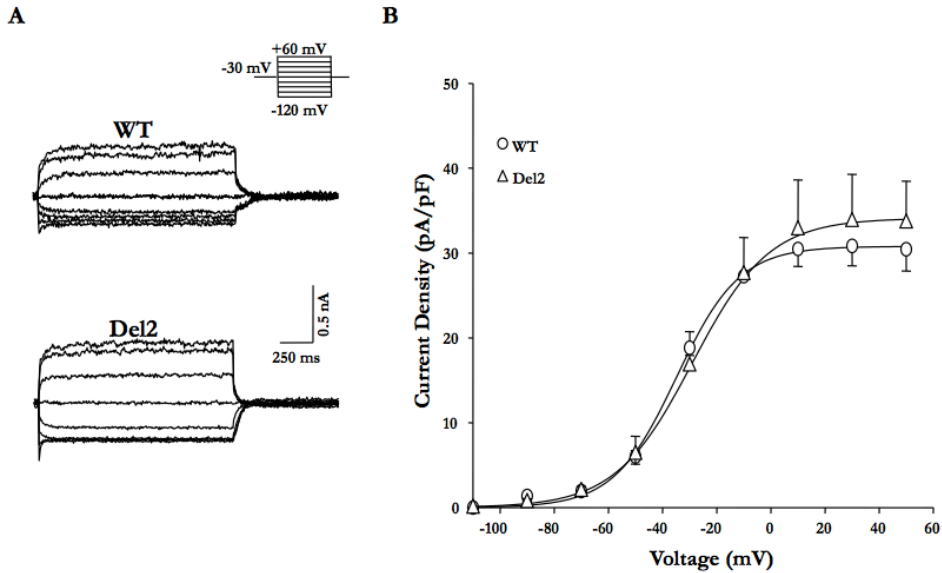 A
+60 mV
-30 mV
-120 mV
WT
0.5 nA
250 ms
Del2
B
Current Density (pA/pF)
50
40
30
20
10
0
WT
Del2
-100 -80 -60 -40 -20 0 20 40 60
Voltage (mV)